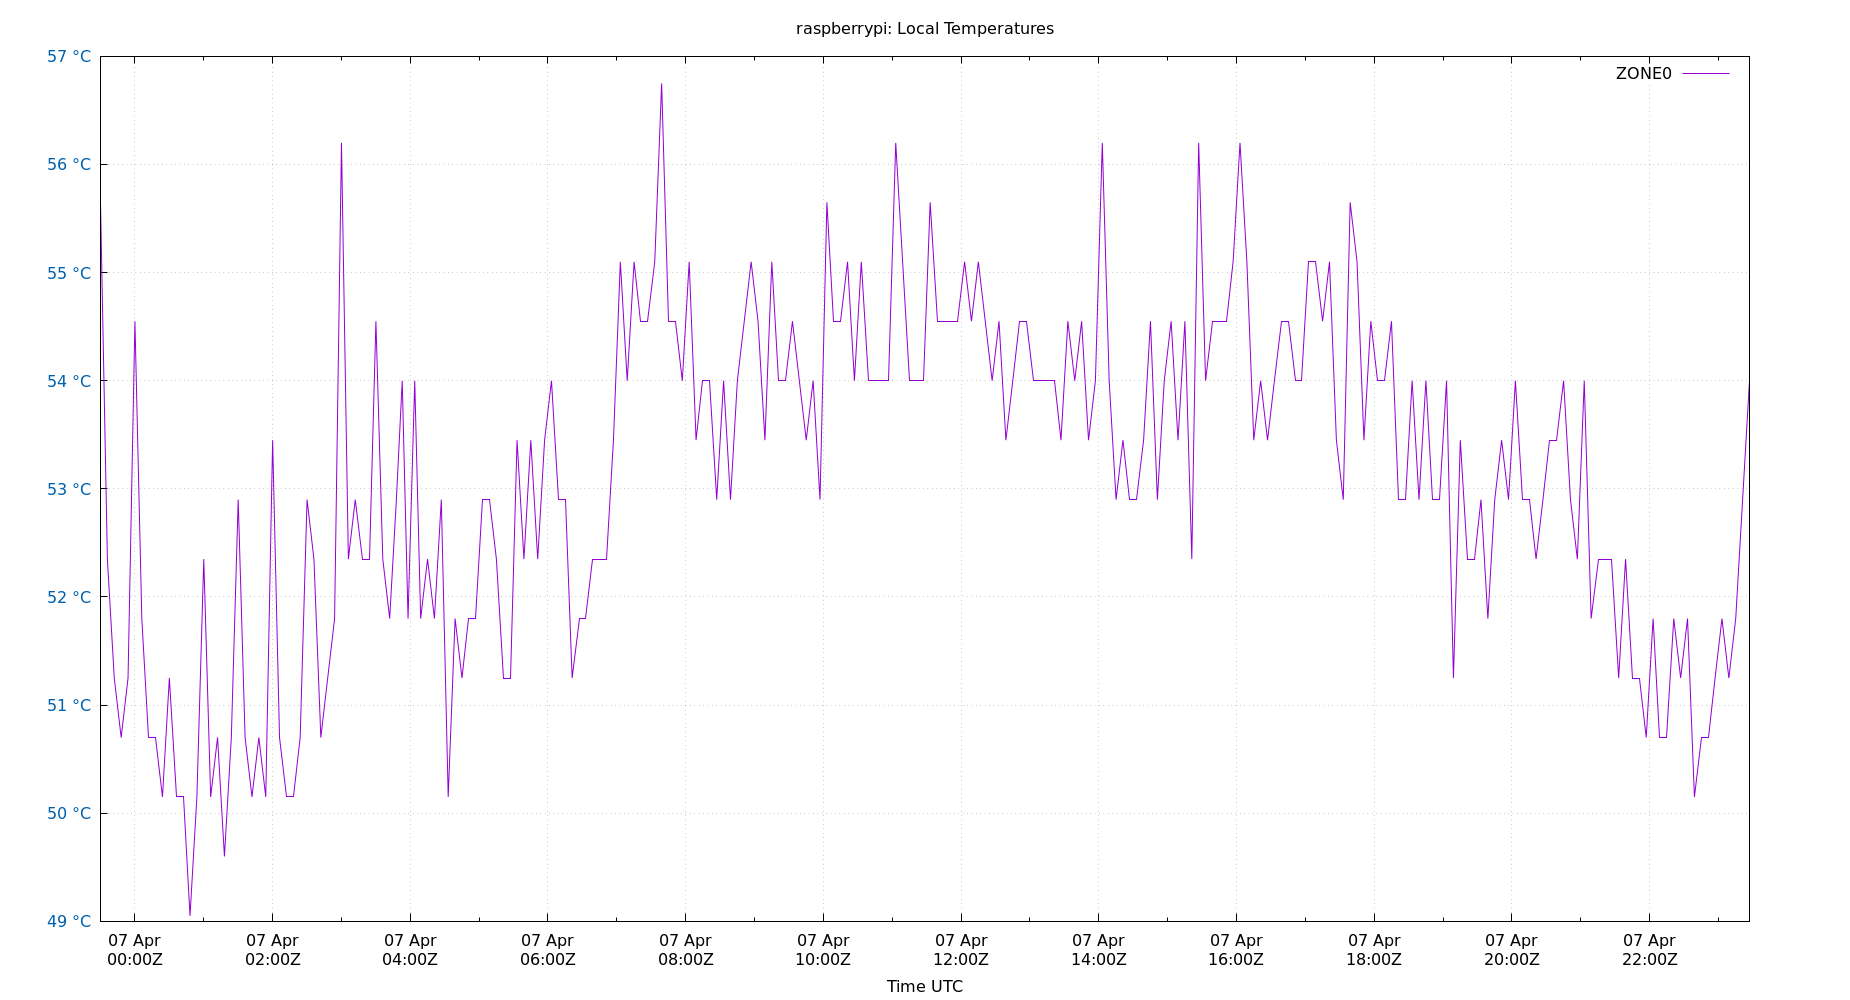 raspberrypi: Local Temperatures
57 °C
ZONE0
56 °C
55 °C
54 °C
53 °C
52 °C
51 °C
50 °C
49 °C
07 Apr 07 Apr 07 Apr 07 Apr 07 Apr 07 Apr 07 Apr 07 Apr 07 Apr 07 Apr 07 Apr 07 Apr
00:00Z 02:00Z 04:00Z 06:00Z 08:00Z 10:00Z 12:00Z 14:00Z 16:00Z 18:00Z 20:00Z 22:00Z
Time UTC